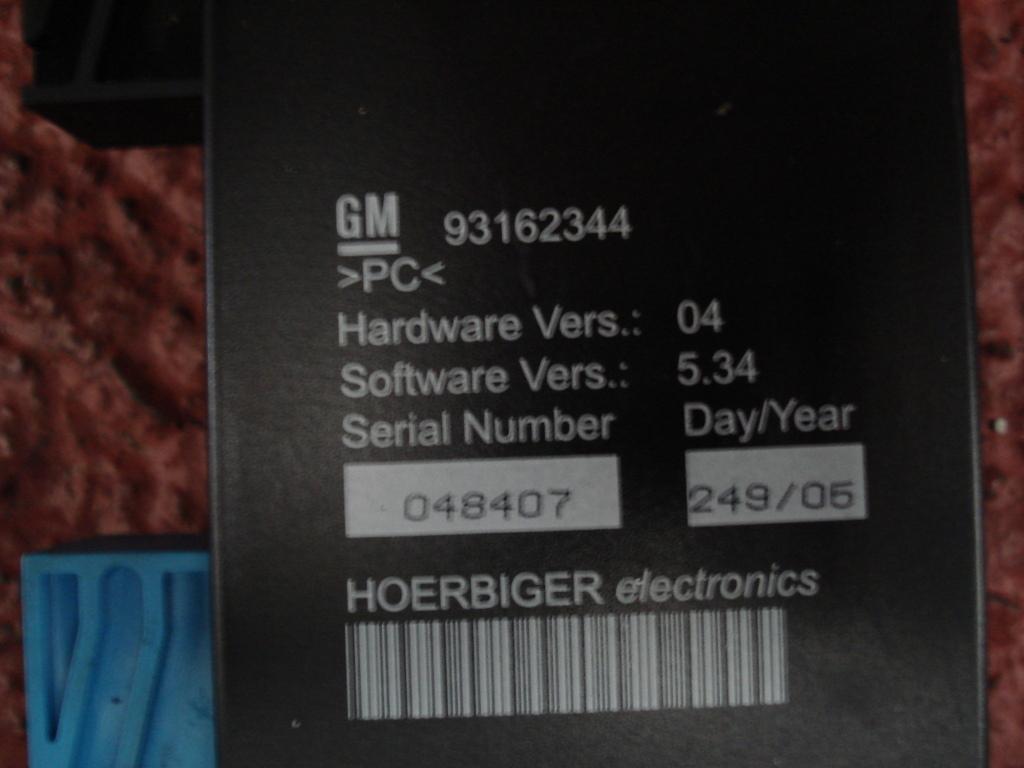 GM 93162344
>PC<
Hardware Vers.: 04
Software Vers.: 5.34
Serial Number Day/Year
048407 249/05
HOERBIGER electronics